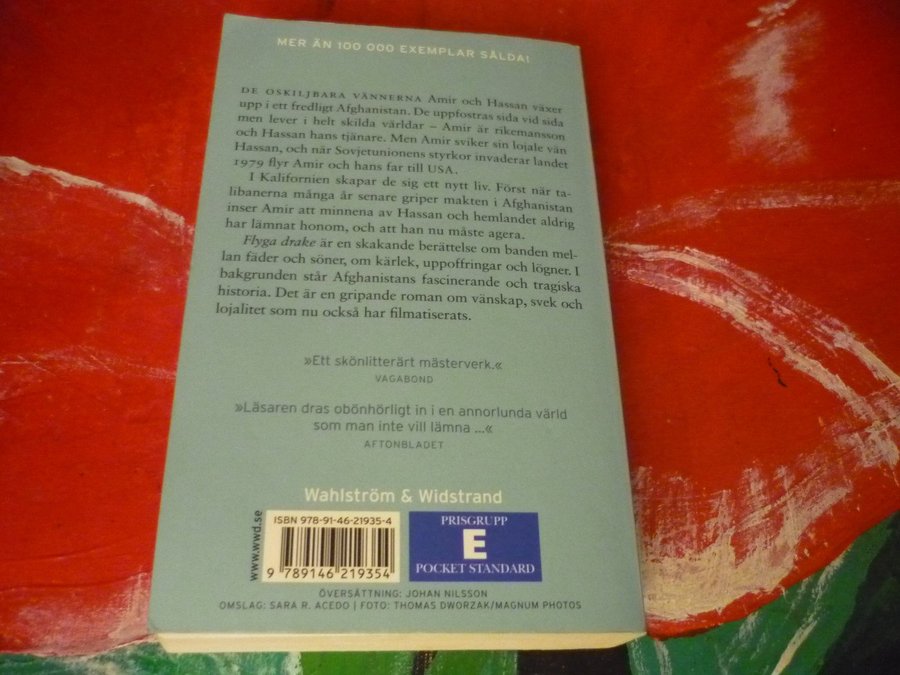 MER ÄN 100 000 EXEMPLAR SÅLDA!
DE OSKILJBARA VÄNNERNA Amir och Hassan växer
upp i ett fredligt Afghanistan. De uppfostras sida vid sida
men lever i helt skilda världar – Amir är rikemansson
och Hassan hans tjänare. Men Amir sviker sin lojale vän
Hassan, och när Sovjetunionens styrkor invaderar landet
1979 flyr Amir och hans far till USA.
I Kalifornien skapar de sig ett nytt liv. Först när ta-
libanerna många år senare griper makten i Afghanistan
inser Amir att minnena av Hassan och hemlandet aldrig
har lämnat honom, och att han nu måste agera.
Flyga drake är en skakande berättelse om banden mel-
lan fäder och söner, om kärlek, uppoffringar och lögner. I
bakgrunden står Afghanistans fascinerande och tragiska
historia. Det är en gripande roman om vänskap, svek och
lojalitet som nu också har filmatiserats.
»Ett skönlitterärt mästerverk.«
VAGABOND
»Läsaren dras obönhörligt in i en annorlunda värld
som man inte vill lämna ...«
AFTONBLADET
Wahlström & Widstrand
www.wwd.se
ISBN 978-91-46-21935-4
9 789146 219354
PRISGRUPP
E
POCKET STANDARD
ÖVERSÄTTNING: JOHAN NILSSON
OMSLAG: SARA R. ACEDO | FOTO: THOMAS DWORZAK/MAGNUM PHOTOS